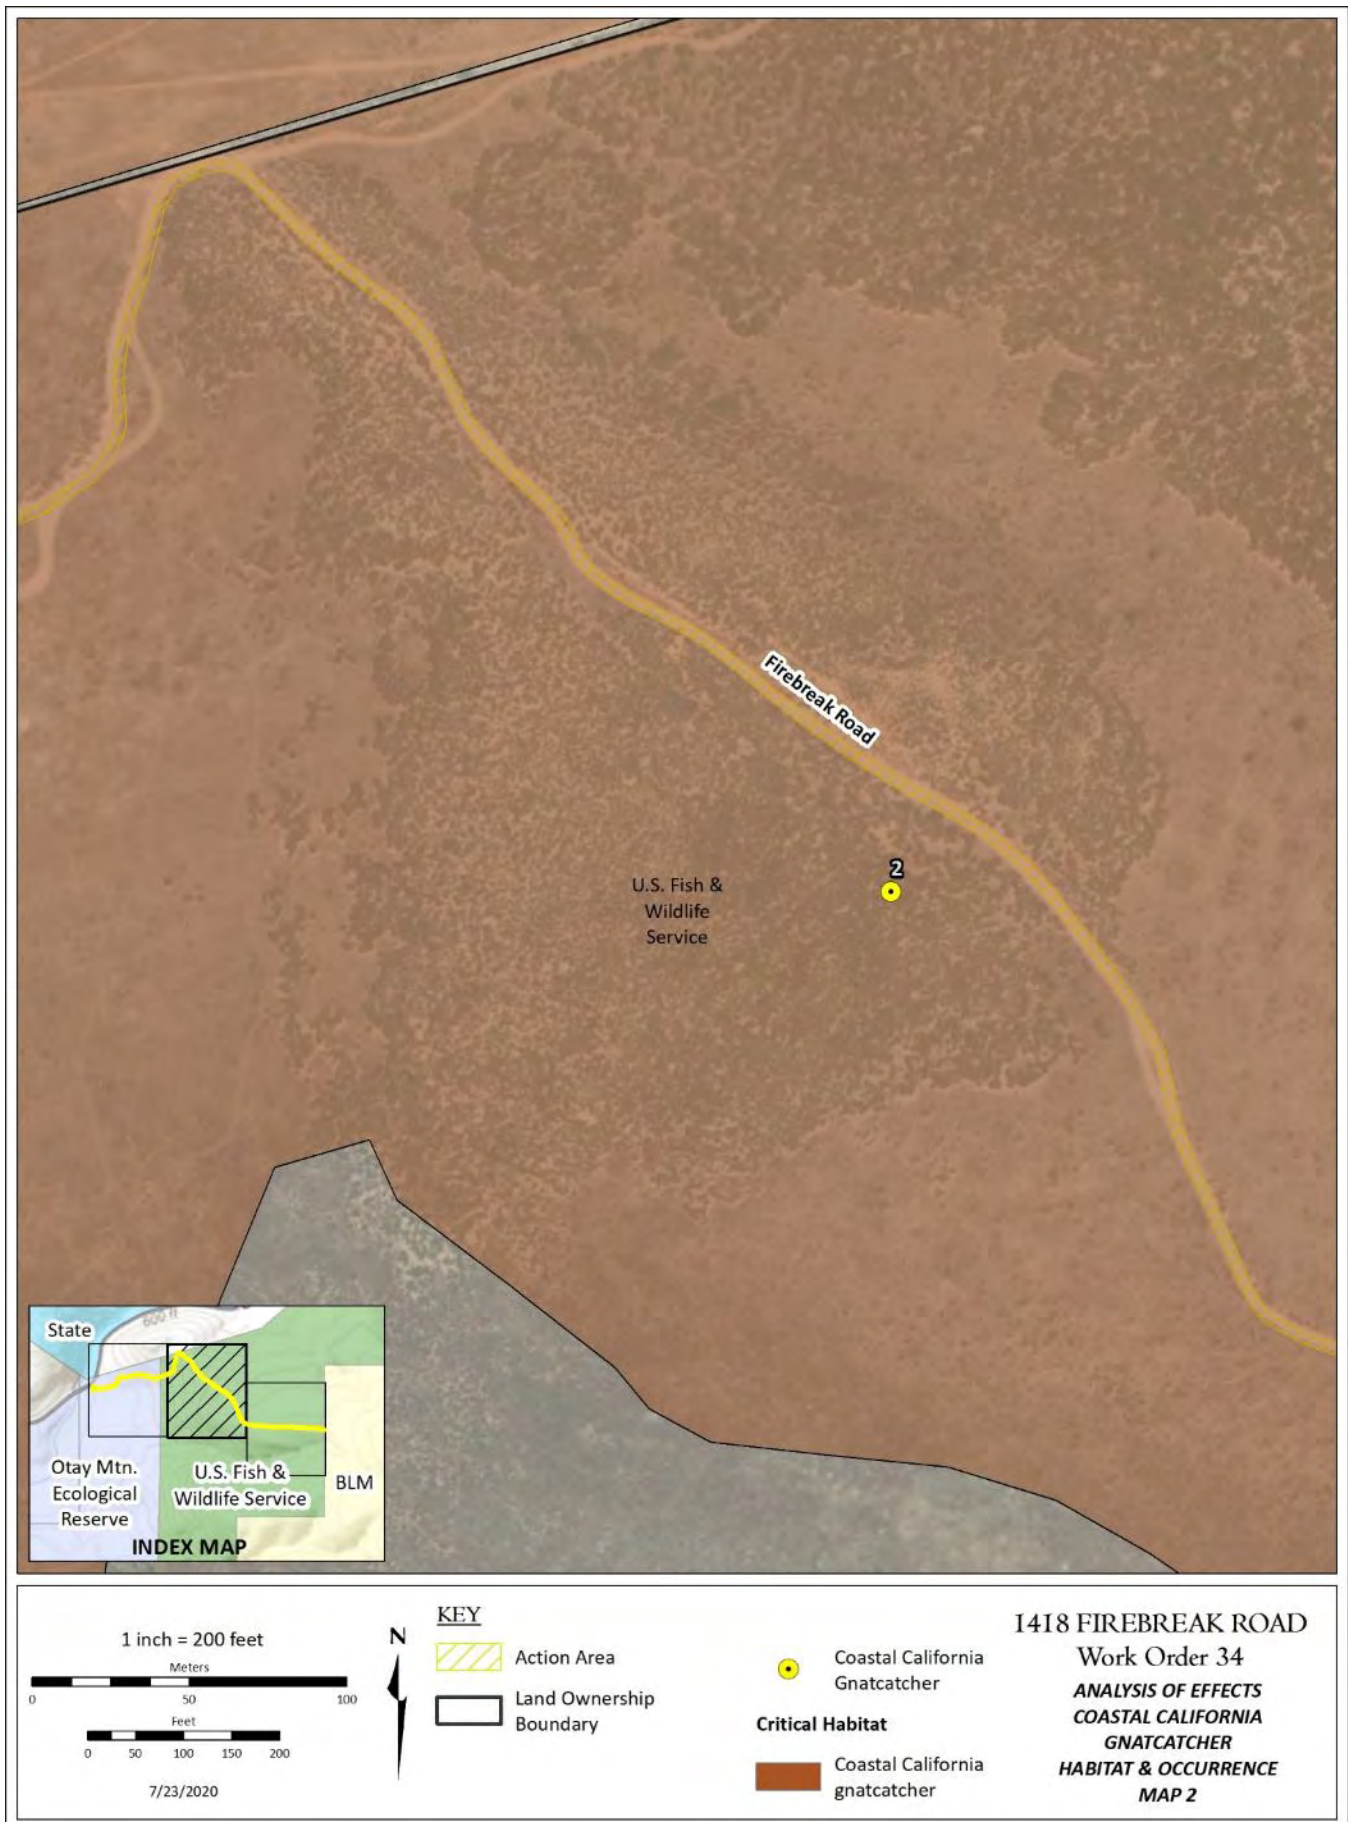 Firebreak Road
2
U.S. Fish &
Wildlife
Service
State
600 ft
Otay Mtn.
Ecological
Reserve
U.S. Fish &
Wildlife Service
BLM
INDEX MAP
1 inch = 200 feet
Meters
0 50 100
Feet
0 50 100 150 200
7/23/2020
N
KEY
Action Area
Land Ownership
Boundary
Coastal California
Gnatcatcher
Critical Habitat
Coastal California
gnatcatcher
1418 FIREBREAK ROAD
Work Order 34
ANALYSIS OF EFFECTS
COASTAL CALIFORNIA
GNATCATCHER
HABITAT & OCCURRENCE
MAP 2